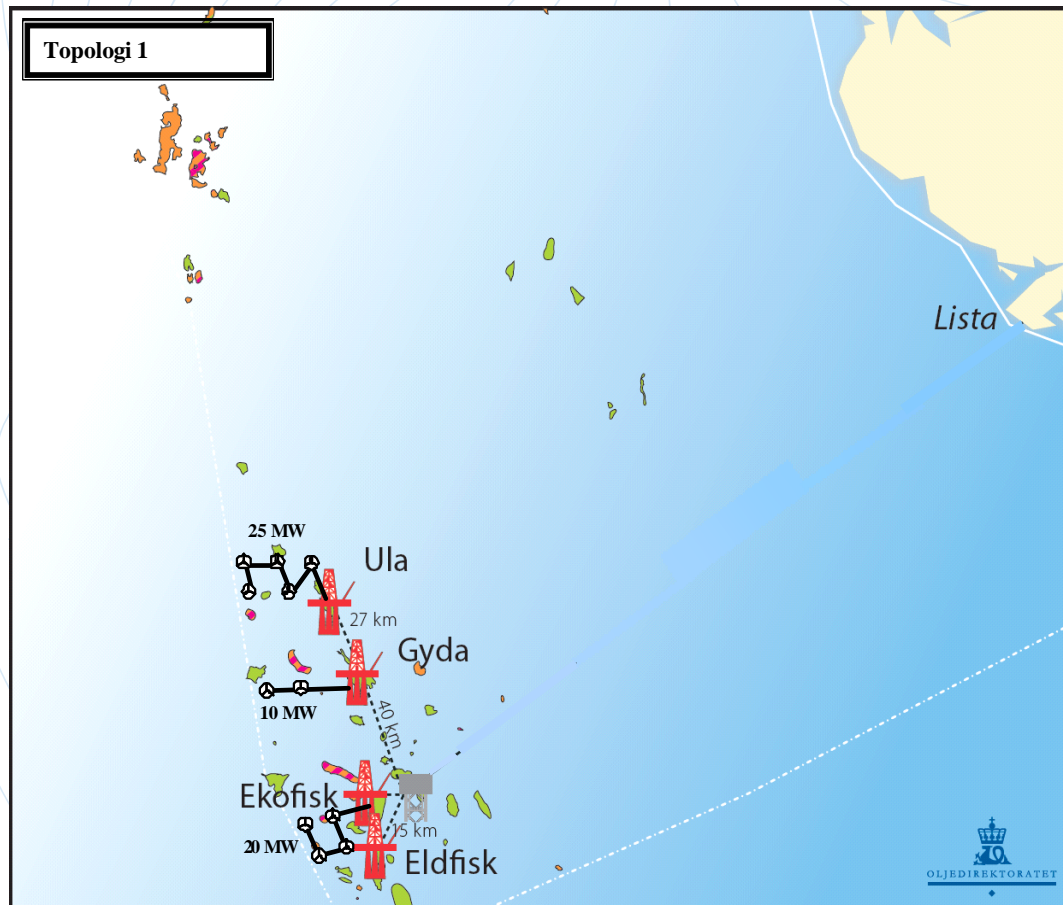 Topologi 1
Lista
25 MW
Ula
27 km
Gyda
10 MW
40 km
Ekofisk
15 km
20 MW
Eldfisk
OLJEDIREKTORATET